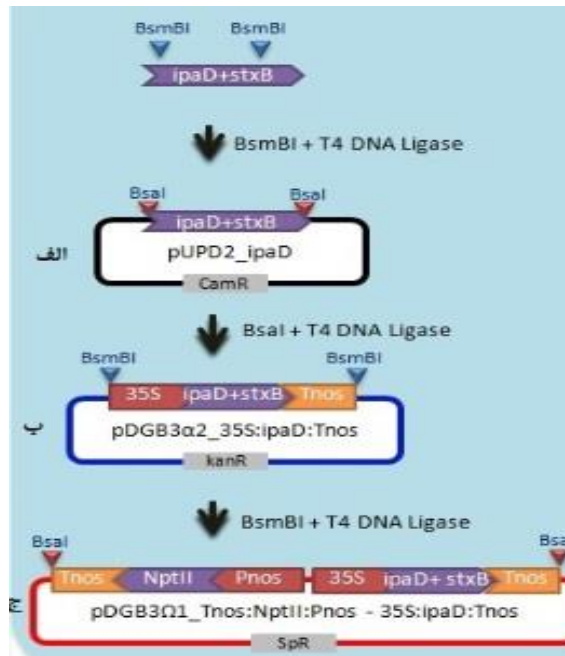 BsmBI BsmBI
ipaD+stxB
BsmBI + T4 DNA Ligase
BsaI BsaI
ipaD+stxB
الف
pUPD2_ipaD
CamR
BsaI + T4 DNA Ligase
BsmBI BsmBI
35S ipaD+stxB Tnos
ب
pDGB3α2_35S:ipaD:Tnos
kanR
BsmBI + T4 DNA Ligase
BsaI Bsa
Tnos NptII Pnos 35S ipaD+ stxB Tnos
ج
pDGB3Ω1_Tnos:NptII:Pnos - 35S:ipaD:Tnos
SpR